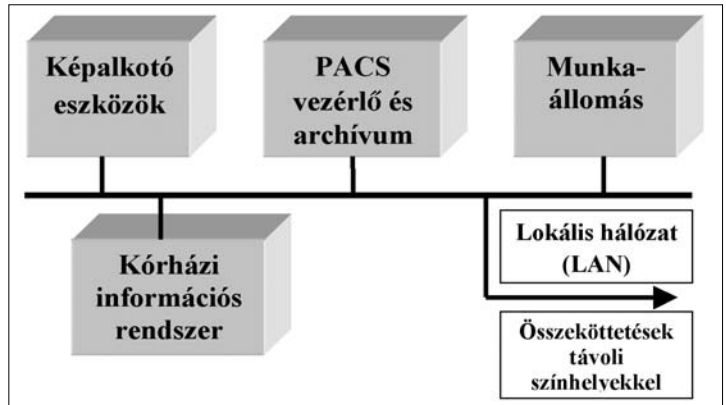 Képalkotó
eszközök
PACS
vezérlő és
archívum
Munka-
állomás
Kórházi
információs
rendszer
Lokális hálózat
(LAN)
Összeköttetések
távoli
színhelyekkel